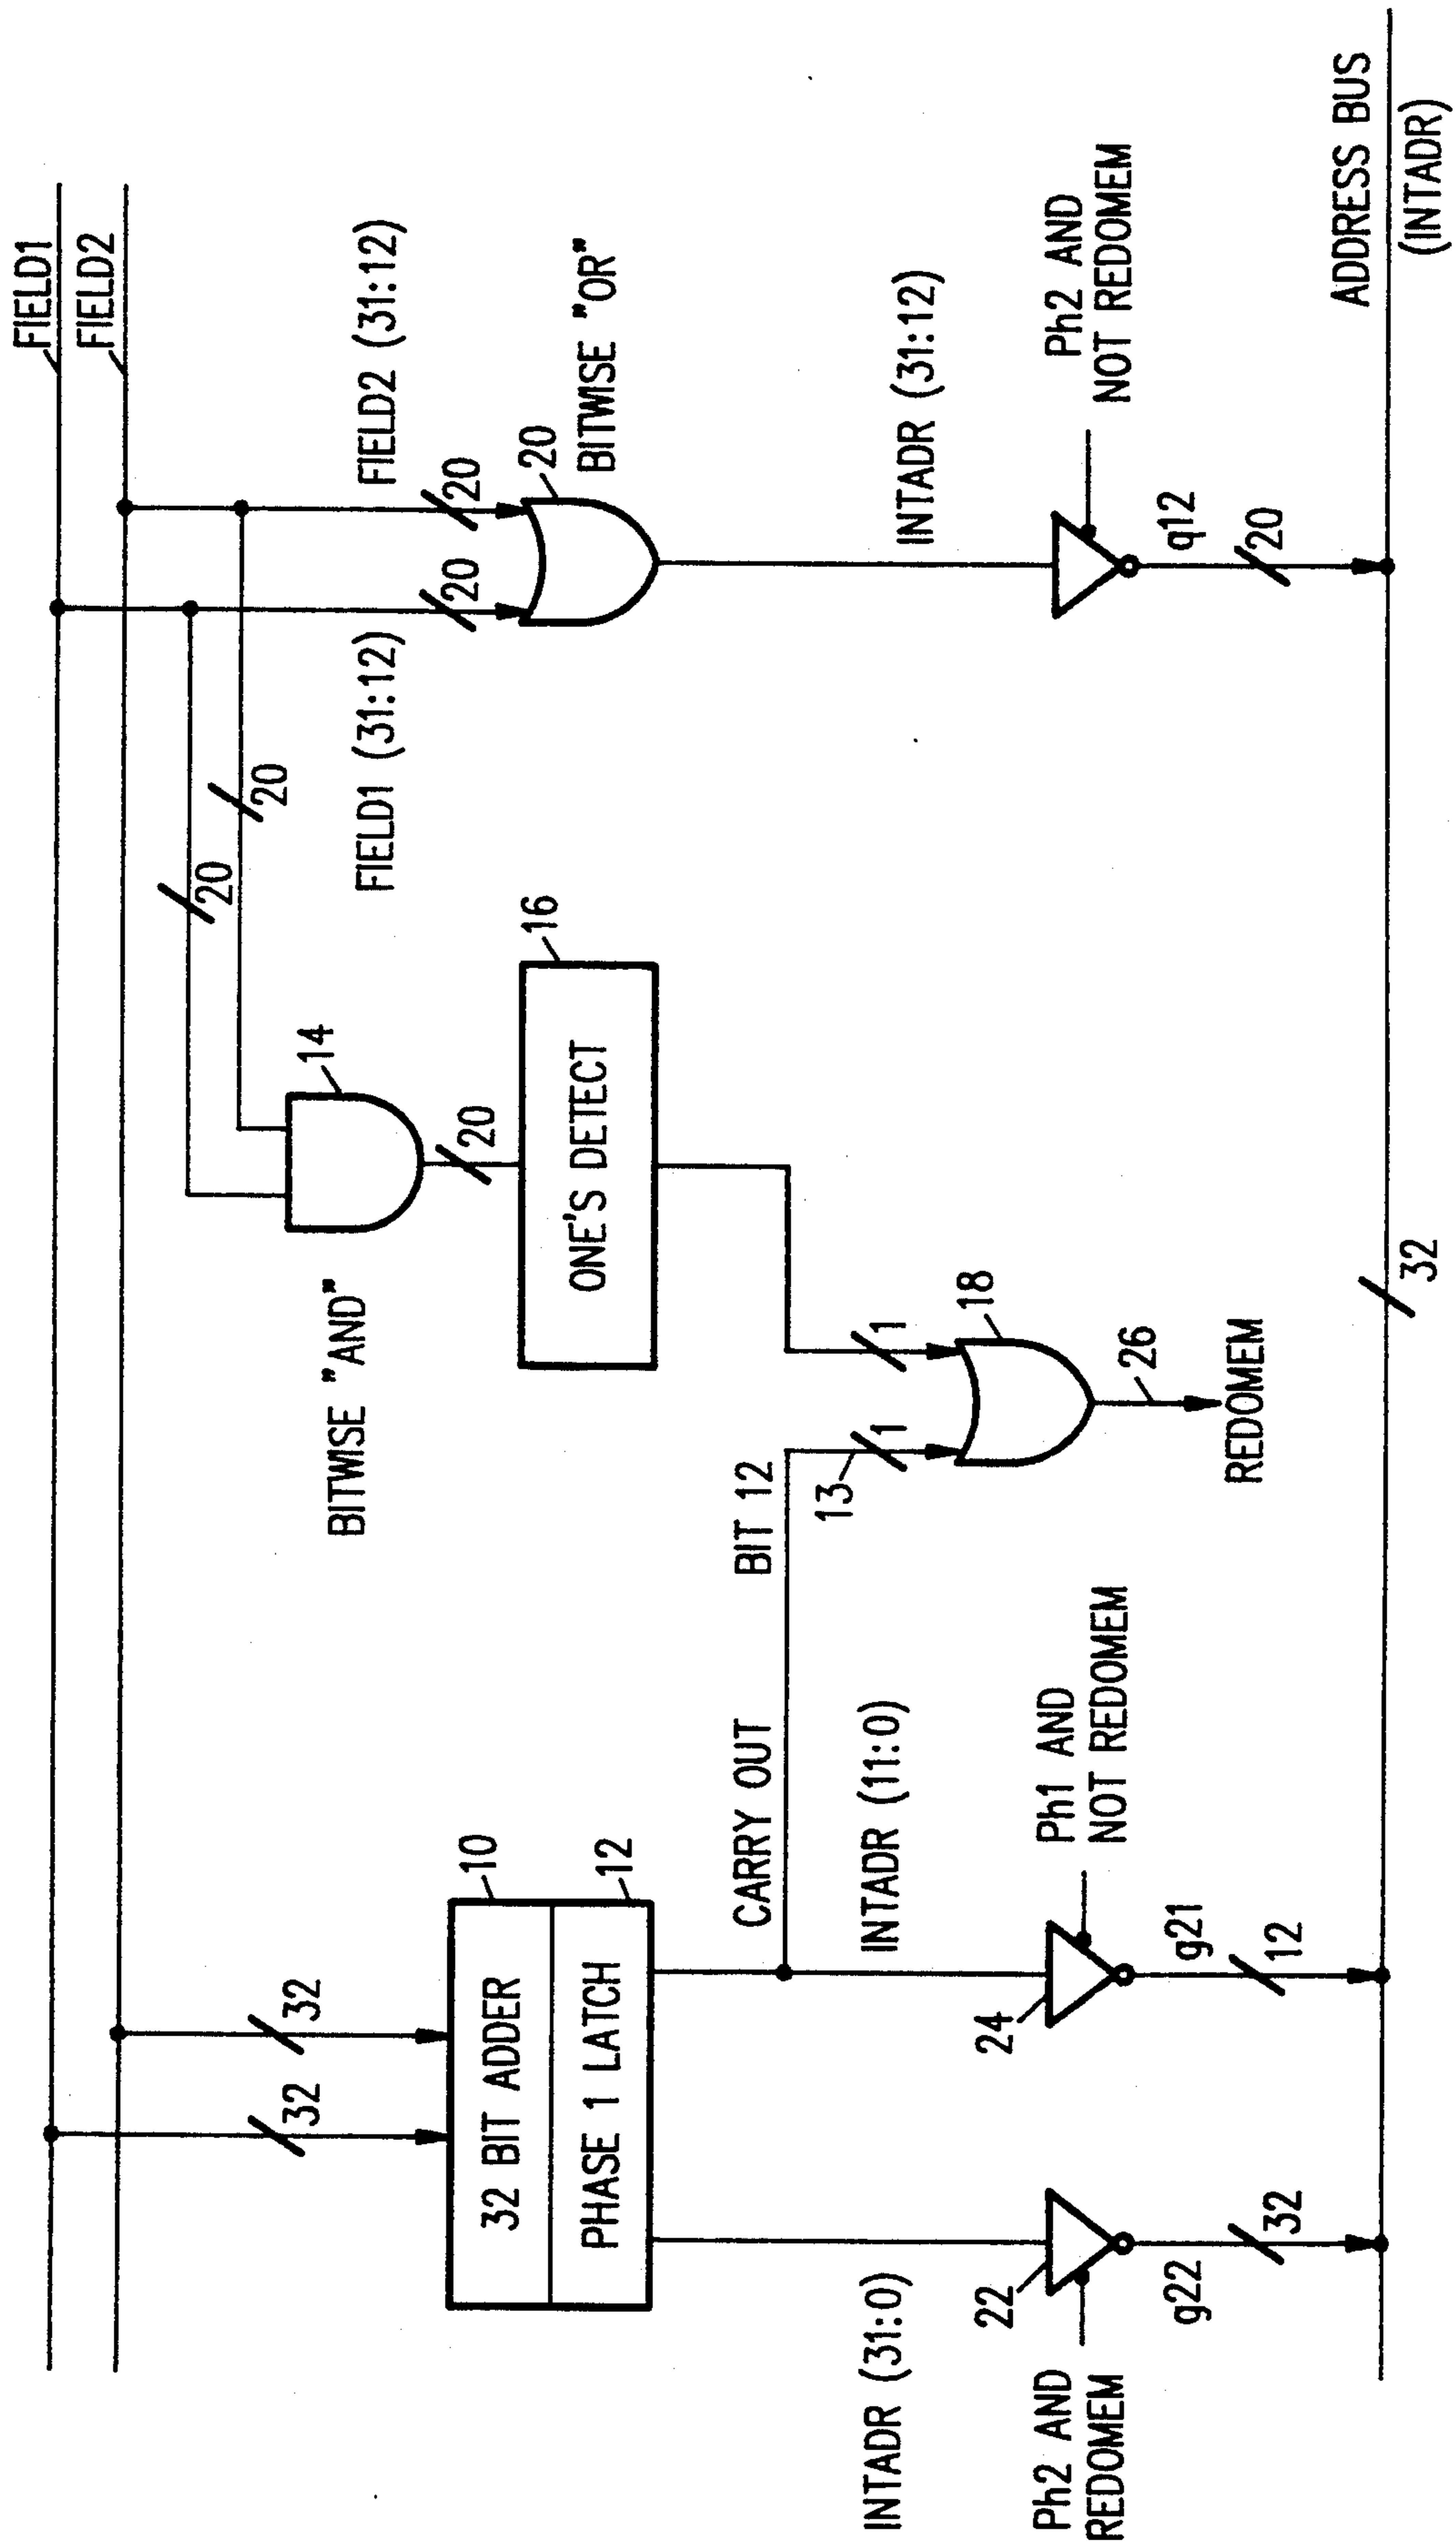 FIELD1
FIELD2
20
20
32
32
14
BITWISE "AND"
FIELD1 (31:12)
FIELD2 (31:12)
10
20
20
20
32 BIT ADDER
16
20
PHASE 1 LATCH
12
ONE'S DETECT
BITWISE "OR"
CARRY OUT
BIT 12
13
1
1
INTADR (31:0)
INTADR (11:0)
INTADR (31:12)
18
22
24
Ph2 AND
REDOMEM
Ph1 AND
NOT REDOMEM
Ph2 AND
NOT REDOMEM
26
g22
g21
q12
REDOMEM
32
12
20
32
ADDRESS BUS
(INTADR)